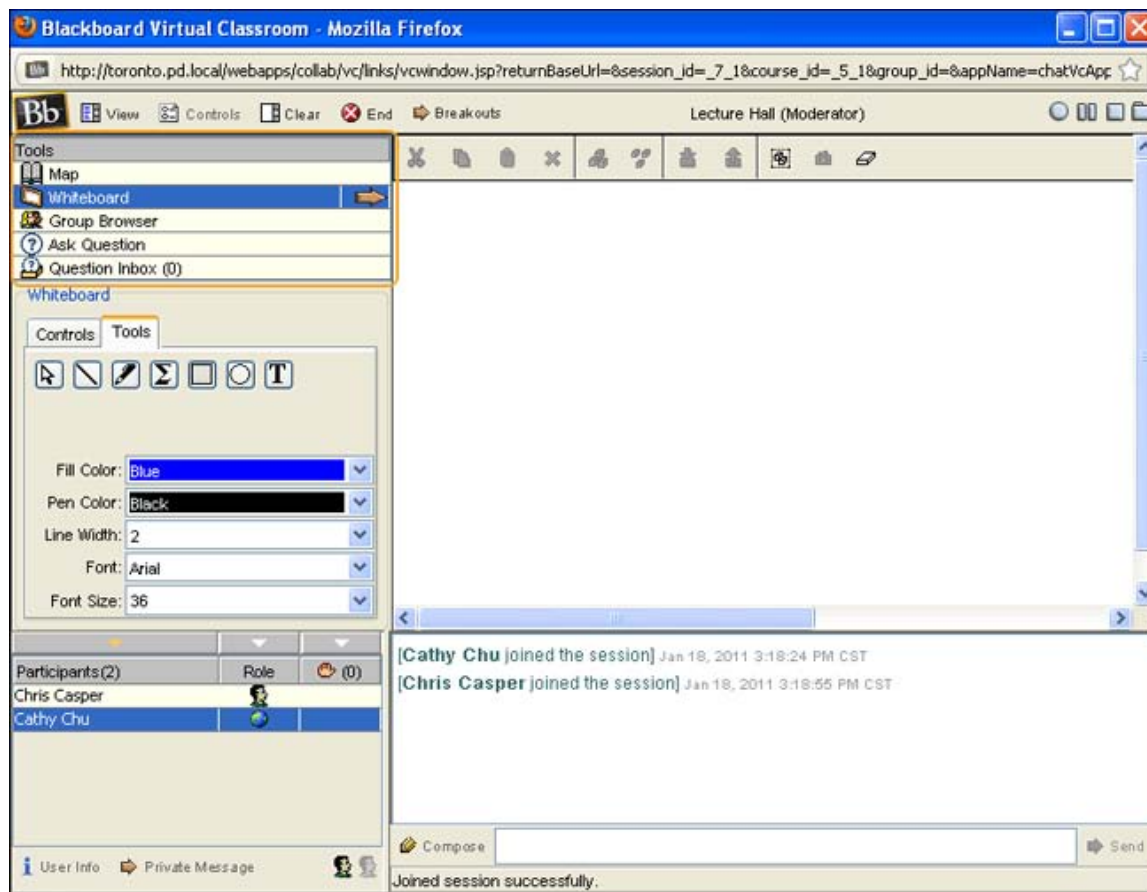 Blackboard Virtual Classroom - Mozilla Firefox
http://toronto.pd.local/webapps/collab/vc/links/vcwindow.jsp?returnBaseUrl=&session_id=_7_1&course_id=_5_1&group_id=&appName=chatVcApp
Bb View Controls Clear End Breakouts Lecture Hall (Moderator)
Tools
Map
Whiteboard
Group Browser
Ask Question
Question Inbox (0)
Whiteboard
Controls Tools
Σ T
Fill Color: Blue
Pen Color: Black
Line Width: 2
Font: Arial
Font Size: 36
Participants(2) Role (0)
Chris Casper
Cathy Chu
User Info Private Message
[Cathy Chu joined the session] Jan 18, 2011 3:18:24 PM CST
[Chris Casper joined the session] Jan 18, 2011 3:18:55 PM CST
Compose Send
Joined session successfully.